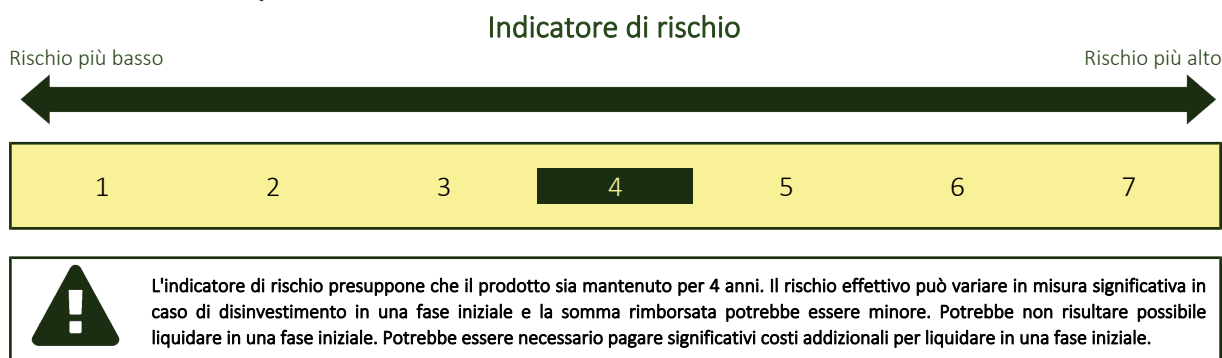 Indicatore di rischio
Rischio più basso
Rischio più alto
1 2 3 4 5 6 7
L'indicatore di rischio presuppone che il prodotto sia mantenuto per 4 anni. Il rischio effettivo può variare in misura significativa in
caso di disinvestimento in una fase iniziale e la somma rimborsata potrebbe essere minore. Potrebbe non risultare possibile
liquidare in una fase iniziale. Potrebbe essere necessario pagare significativi costi addizionali per liquidare in una fase iniziale.